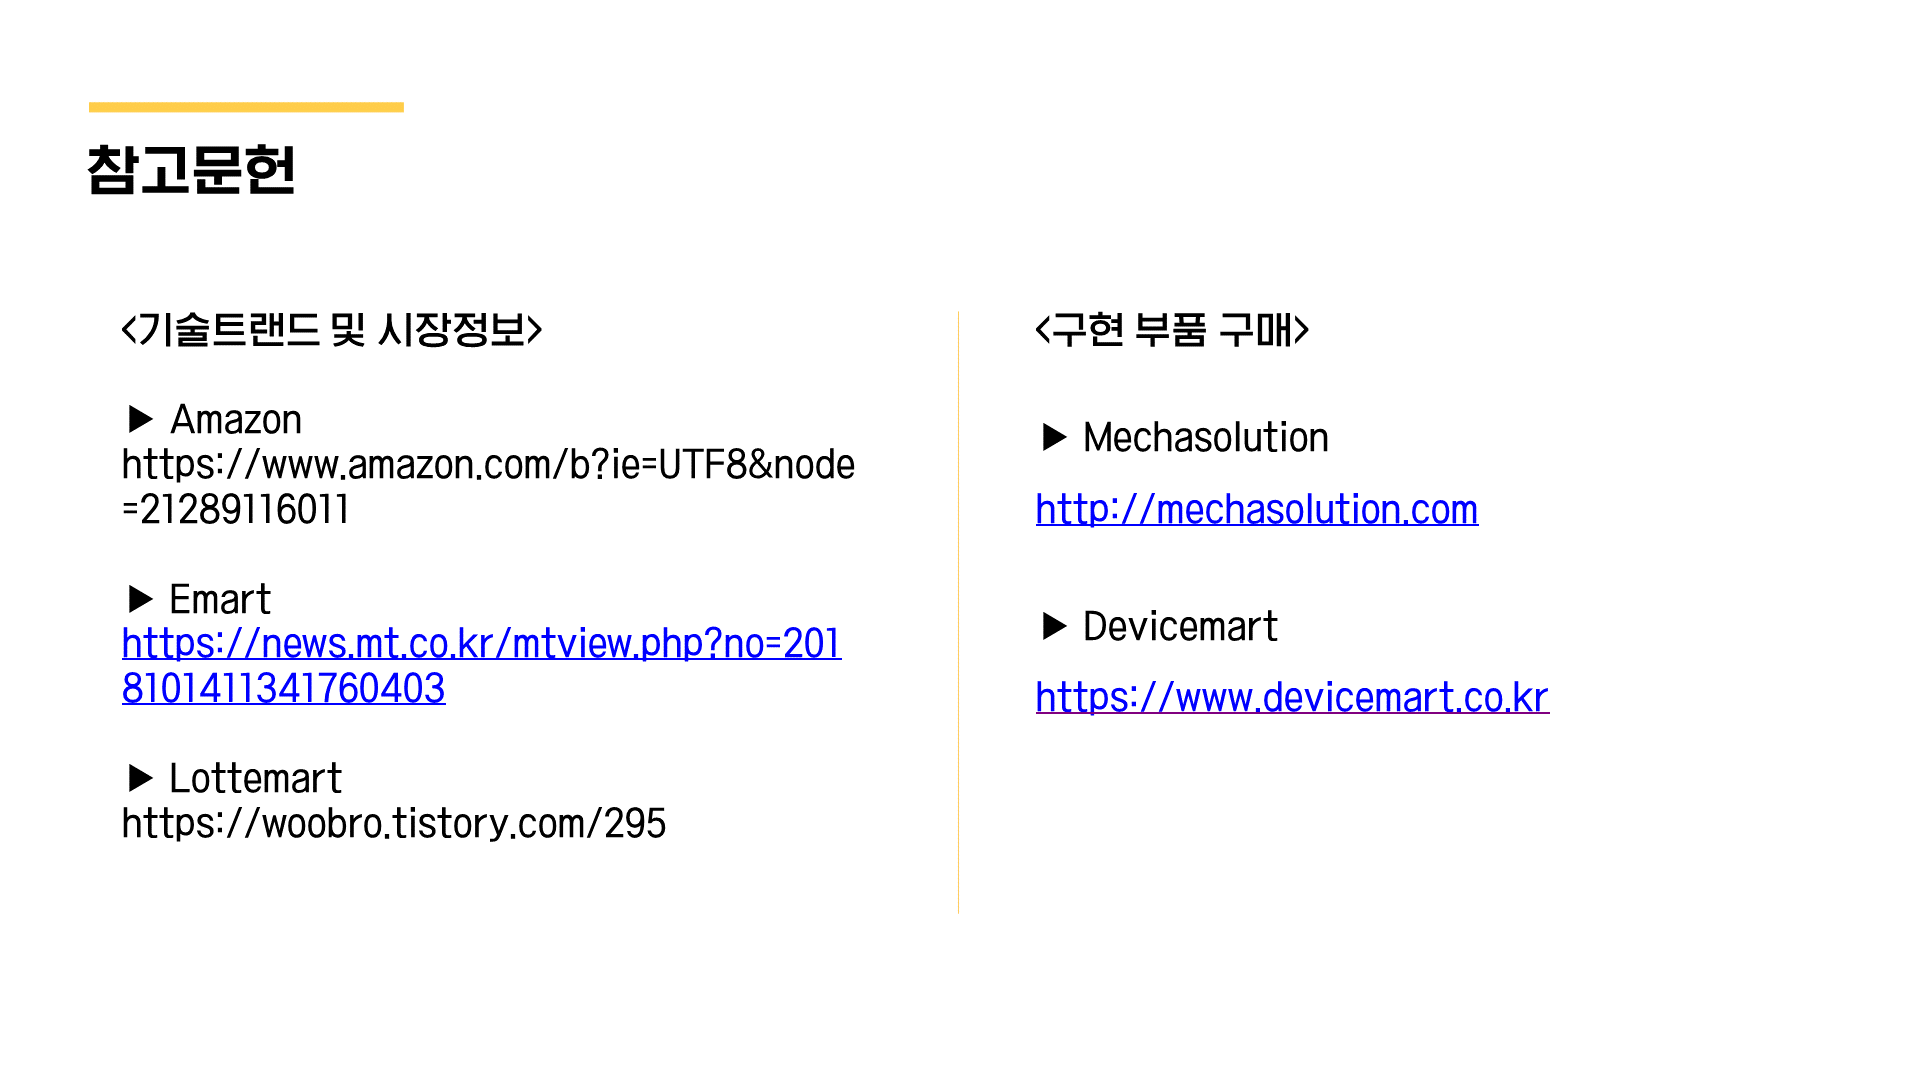 참고문헌
<기술트랜드 및 시장정보>
▶ Amazon
https://www.amazon.com/b?ie=UTF8&node
=21289116011
▶ Emart
https://news.mt.co.kr/mtview.php?no=201
8101411341760403
▶ Lottemart
https://woobro.tistory.com/295
<구현 부품 구매>
▶ Mechasolution
http://mechasolution.com
▶ Devicemart
https://www.devicemart.co.kr